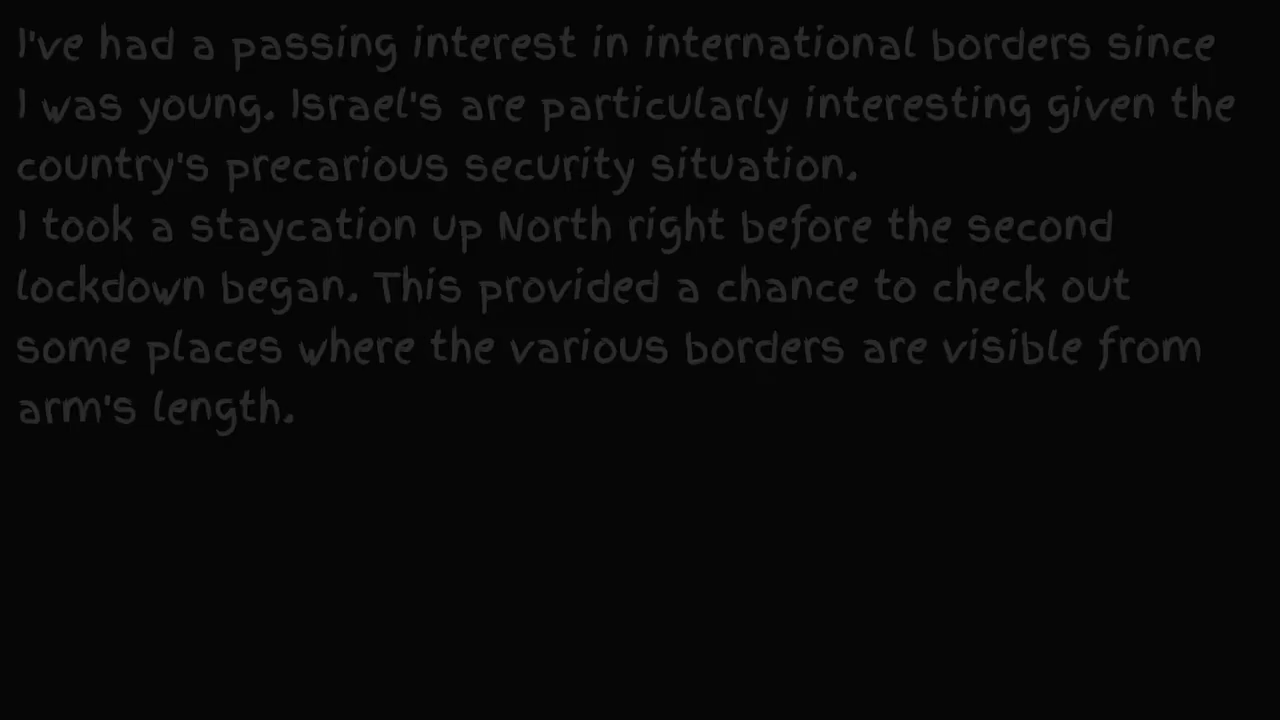 I've had a passing interest in international borders since
I was young. Israel's are particularly interesting given the
country's precarious security situation.
I took a staycation up North right before the second
lockdown began. This provided a chance to check out
some places where the various borders are visible from
arm's length.